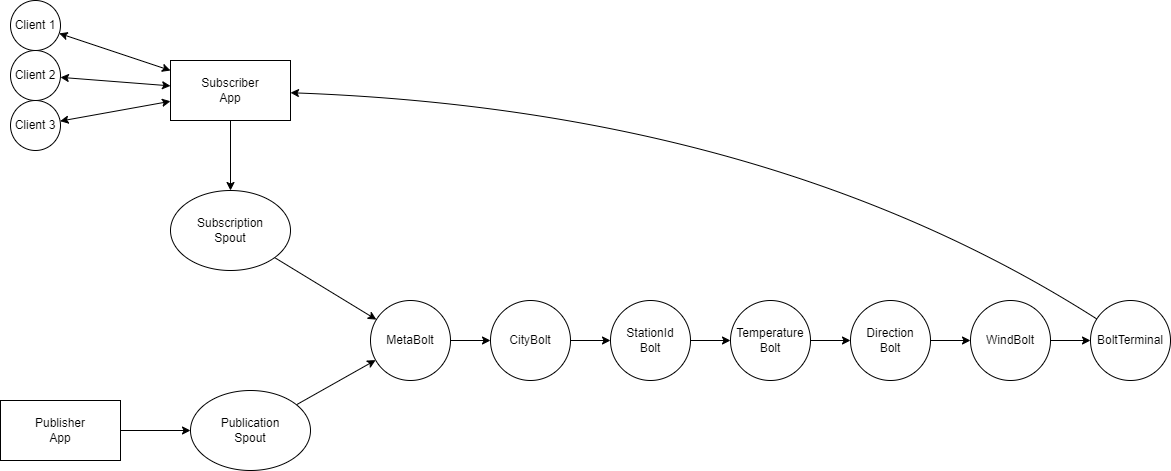 Client 1
Client 2
Client 3
Subscriber
App
Subscription
Spout
MetaBolt
CityBolt
StationId
Bolt
Temperature
Bolt
Direction
Bolt
WindBolt
BoltTerminal
Publisher
App
Publication
Spout